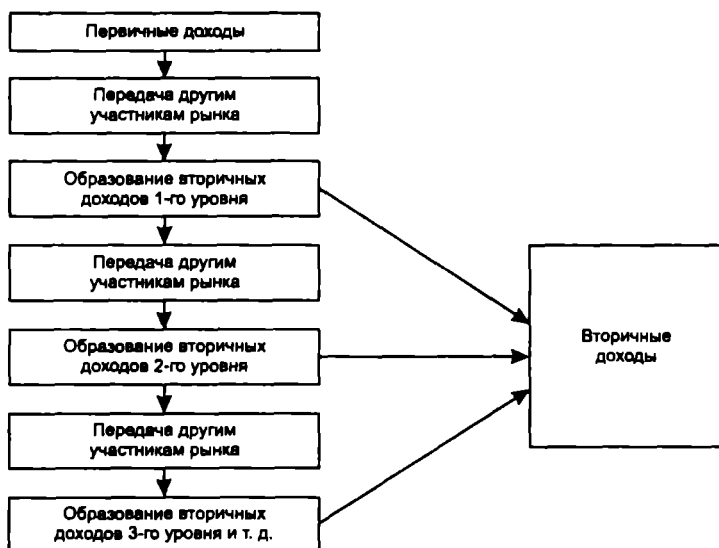 Первичные доходы
Передача другим
участникам рынка
Образование вторичных
доходов 1-го уровня
Передача другим
участникам рынка
Образование вторичных
доходов 2-го уровня
Передача другим
участникам рынка
Образование вторичных
доходов 3-го уровня и т. д.
Вторичные
доходы